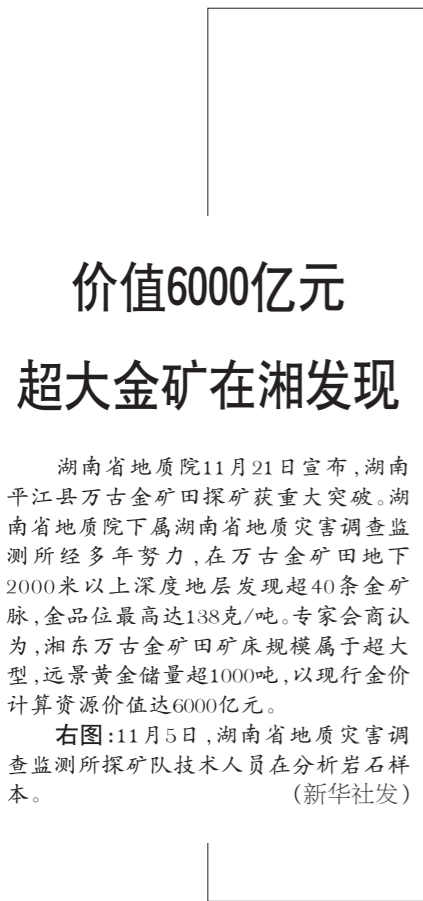 价值6000亿元
超大金矿在湘发现
湖南省地质院11月21日宣布,湖南
平江县万古金矿田探矿获重大突破。湖
南省地质院下属湖南省地质灾害调查监
测所经多年努力,在万古金矿田地下
2000米以上深度地层发现超40条金矿
脉,金品位最高达138克/吨。专家会商认
为,湘东万古金矿田矿床规模属于超大
型,远景黄金储量超1000吨,以现行金价
计算资源价值达6000亿元。
右图:11月5日,湖南省地质灾害调
查监测所探矿队技术人员在分析岩石样
本。 (新华社发)